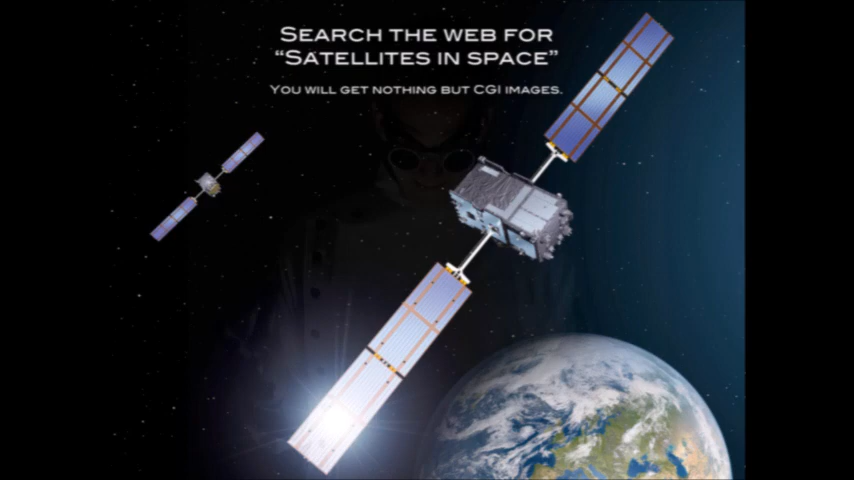 Search the web for
“Satellites in space”
You will get nothing but CGI images.